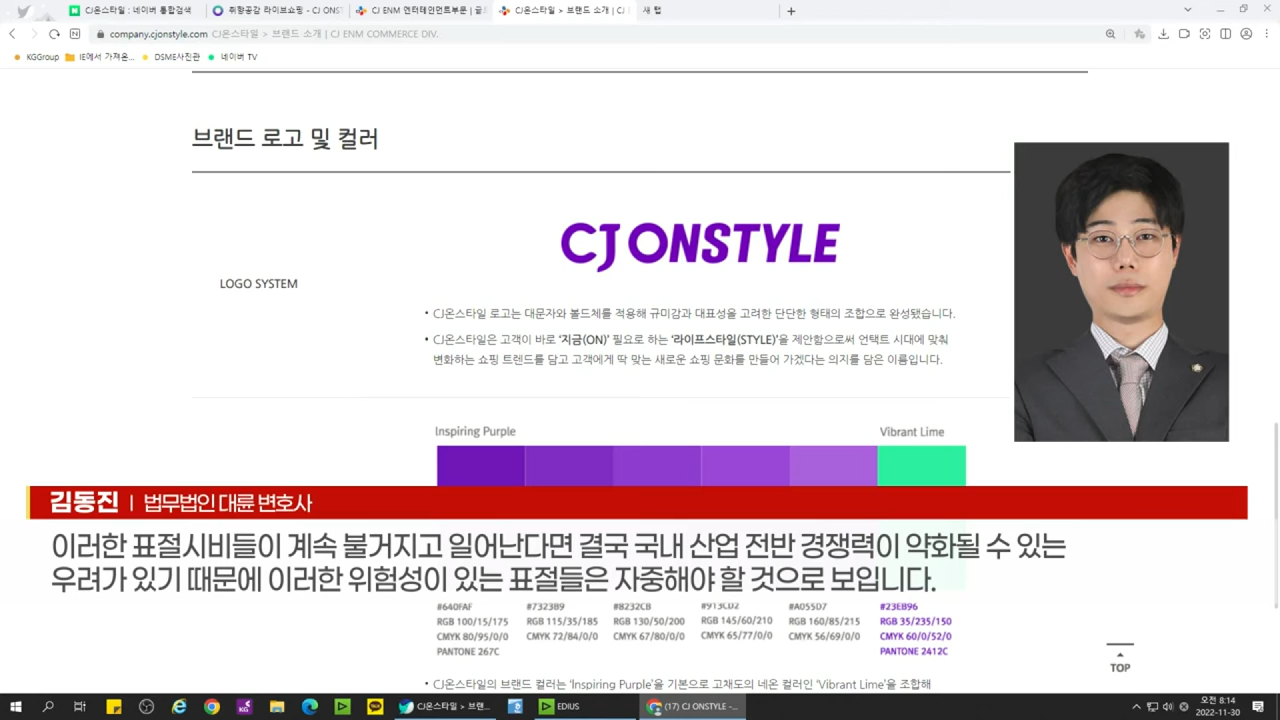 CJ온스타일 : 네이버 통합검색
취향공감 라이브쇼핑 - CJ ONST
CJ ENM 엔터테인먼트부문 | 글로
CJ온스타일 > 브랜드 소개 | CJ E
새 탭
company.cjonstyle.com CJ온스타일 > 브랜드 소개 | CJ ENM COMMERCE DIV.
KGGroup
IE에서 가져온...
DSME사진관
네이버 TV
브랜드 로고 및 컬러
CJ ONSTYLE
LOGO SYSTEM
• CJ온스타일 로고는 대문자와 볼드체를 적용해 규미감과 대표성을 고려한 단단한 형태의 조합으로 완성됐습니다.
• CJ온스타일은 고객이 바로 '지금(ON)' 필요로 하는 '라이프스타일(STYLE)'을 제안함으로써 언택트 시대에 맞춰
변화하는 쇼핑 트렌드를 담고 고객에게 딱 맞는 새로운 쇼핑 문화를 만들어 가겠다는 의지를 담은 이름입니다.
Inspiring Purple
Vibrant Lime
김동진 | 법무법인 대륜 변호사
이러한 표절시비들이 계속 불거지고 일어난다면 결국 국내 산업 전반 경쟁력이 약화될 수 있는
우려가 있기 때문에 이러한 위험성이 있는 표절들은 자중해야 할 것으로 보입니다.
#640FAF #7323B9 #8232CB #913CD2 #A055D7 #23EB96
RGB 100/15/175 RGB 115/35/185 RGB 130/50/200 RGB 145/60/210 RGB 160/85/215 RGB 35/235/150
CMYK 80/95/0/0 CMYK 72/84/0/0 CMYK 67/80/0/0 CMYK 65/77/0/0 CMYK 56/69/0/0 CMYK 60/0/52/0
PANTONE 267C PANTONE 2412C
TOP
• CJ온스타일의 브랜드 컬러는 'Inspiring Purple'을 기본으로 고채도의 네온 컬러인 'Vibrant Lime'을 조합해
CJ온스타일 > 브랜...
EDIUS
(17) CJ ONSTYLE -...
오전 8:14
2022-11-30